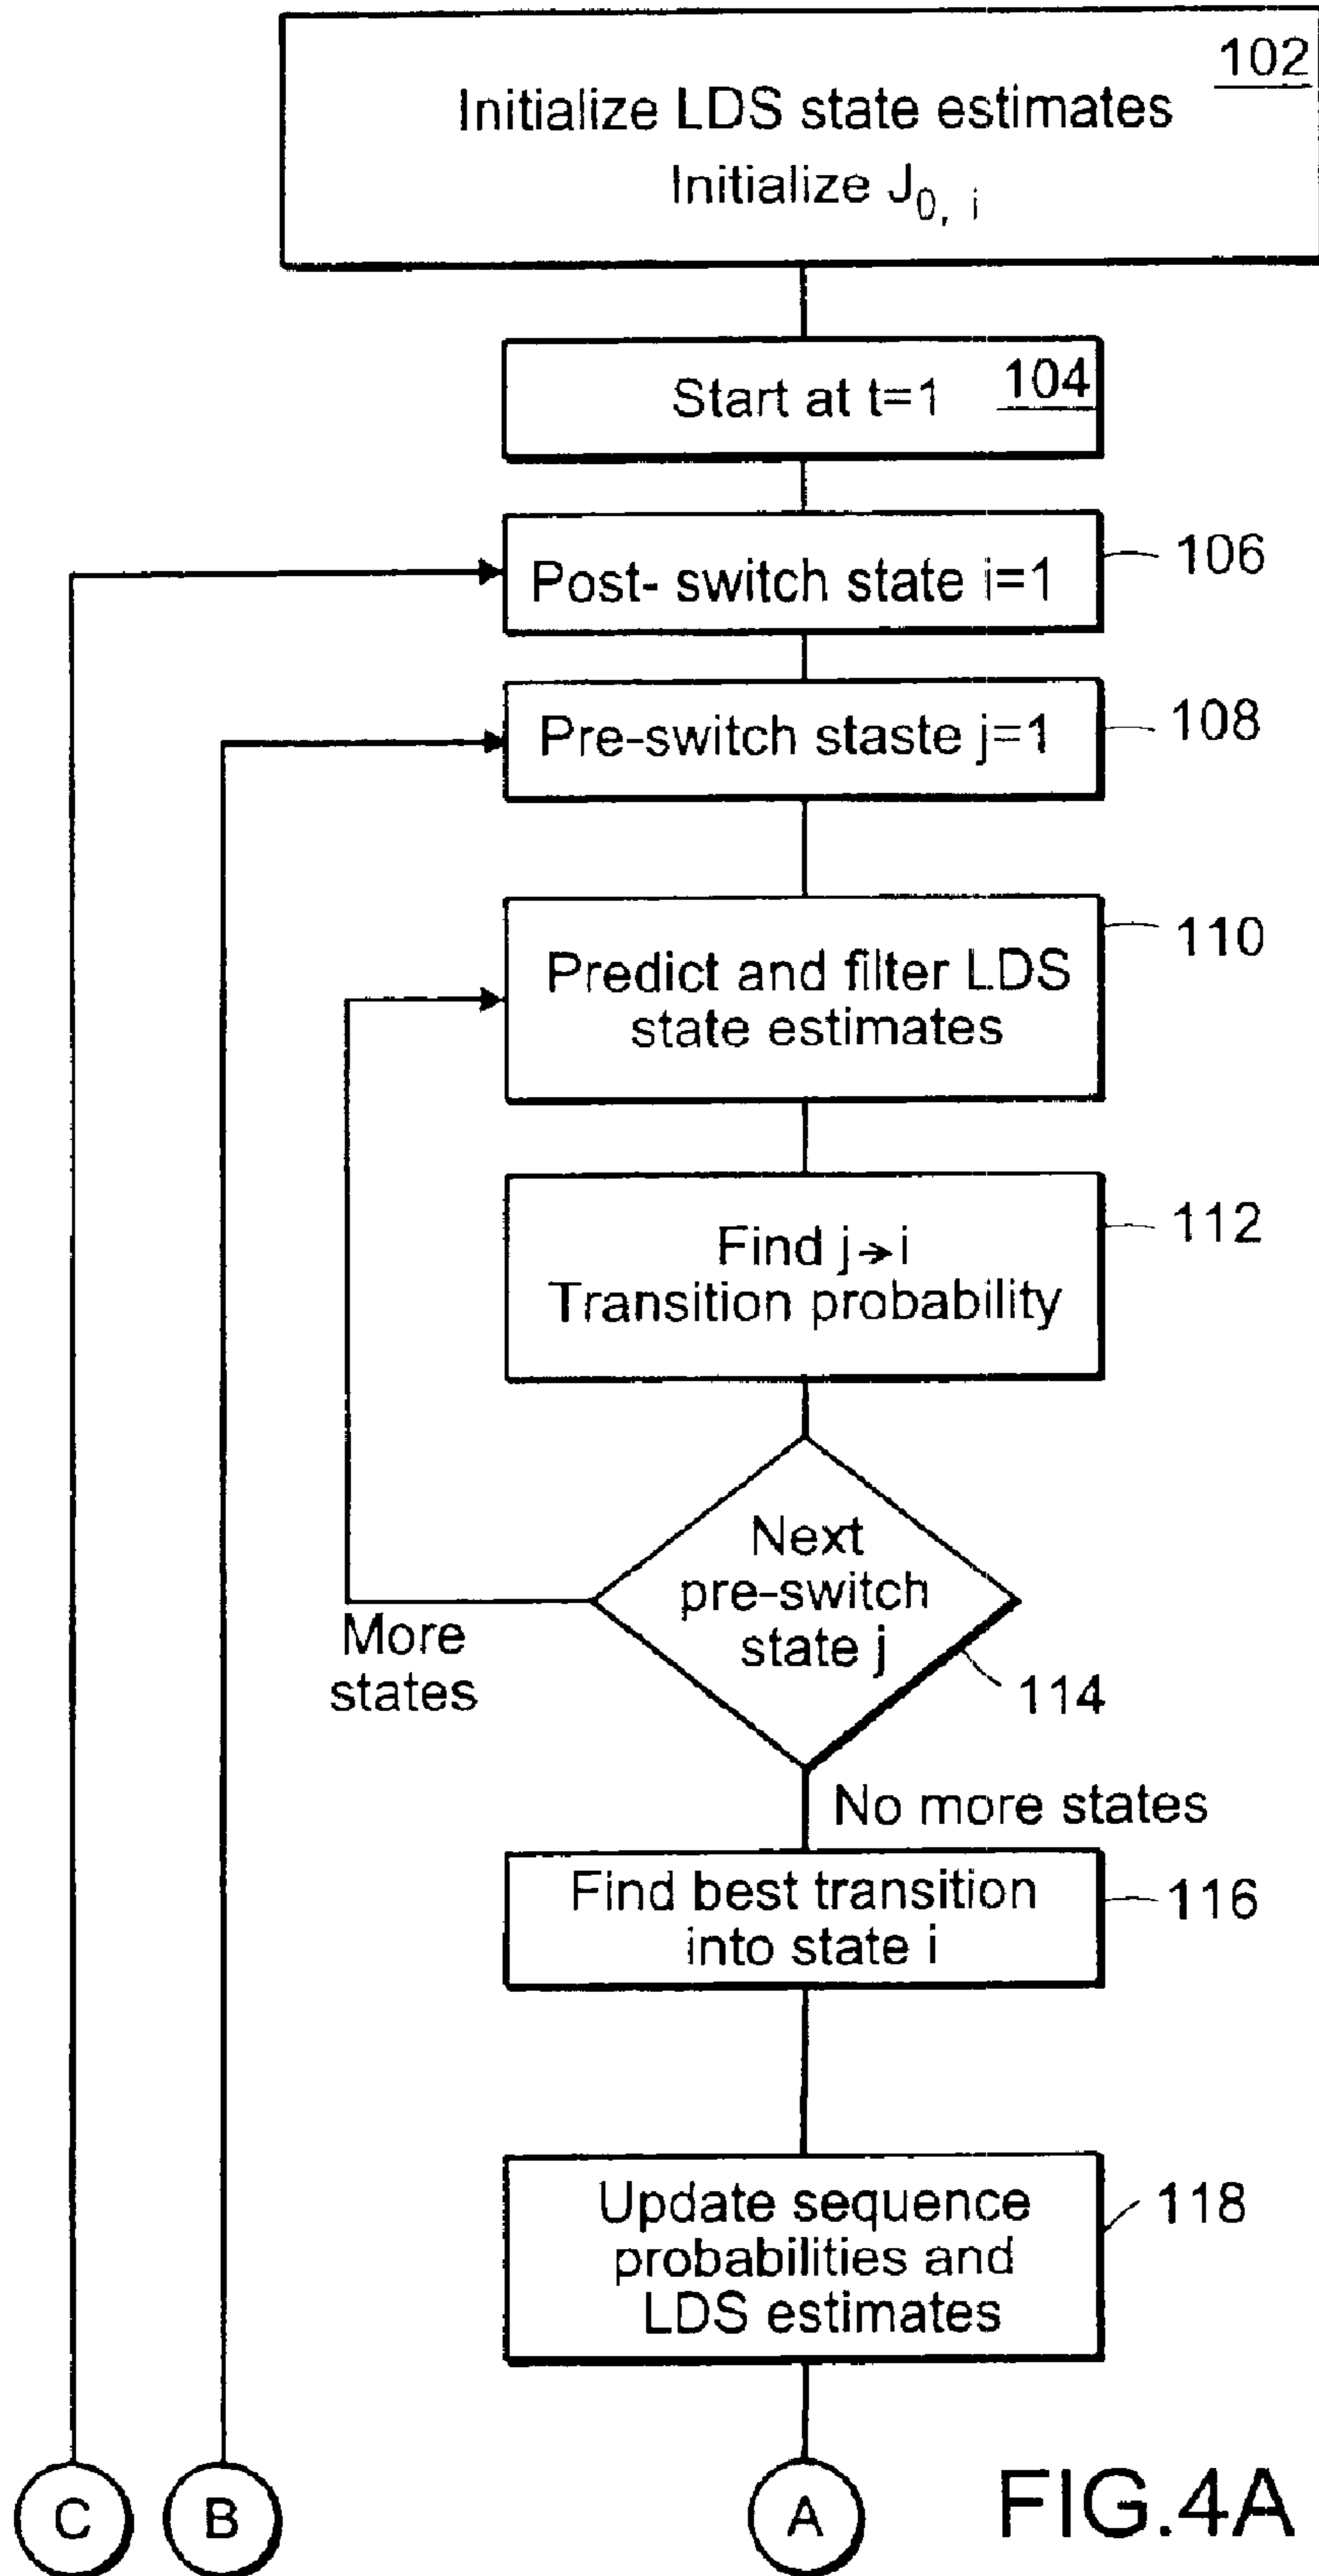 102
Initialize LDS state estimates
Initialize J0, i
Start at t=1 104
Post- switch state i=1 106
Pre-switch staste j=1 108
Predict and filter LDS 110
state estimates
Find j→i 112
Transition probability
Next
pre-switch
state j
More
states
114
No more states
Find best transition 116
into state i
Update sequence 118
probabilities and
LDS estimates
C B A FIG.4A